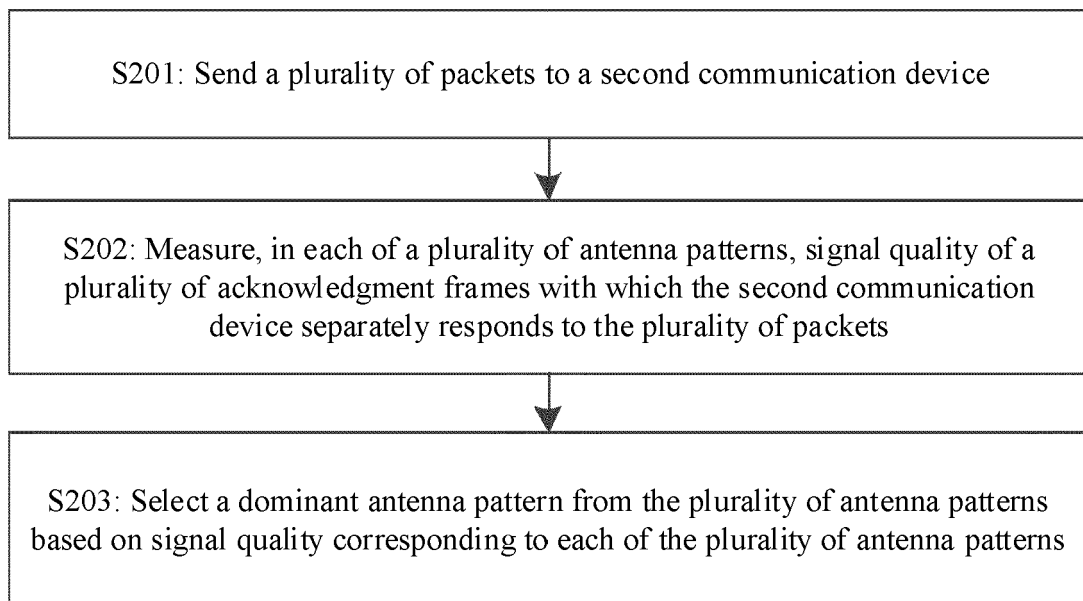 S201: Send a plurality of packets to a second communication device
S202: Measure, in each of a plurality of antenna patterns, signal quality of a
plurality of acknowledgment frames with which the second communication
device separately responds to the plurality of packets
S203: Select a dominant antenna pattern from the plurality of antenna patterns
based on signal quality corresponding to each of the plurality of antenna patterns